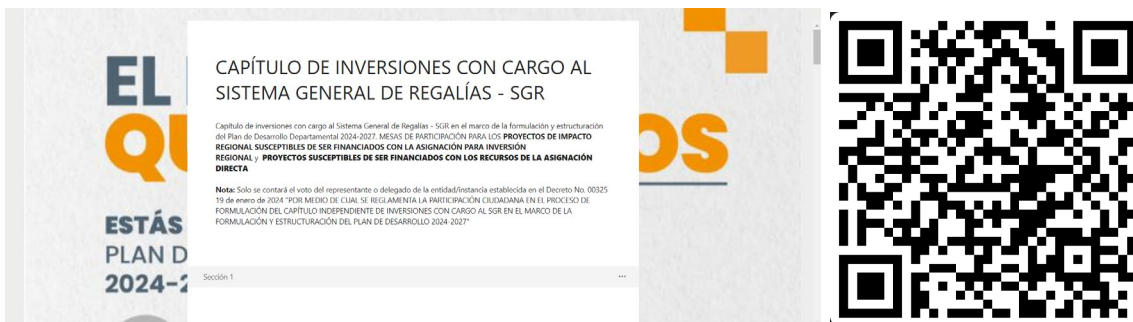 EL
QU
OS
ESTÁS
PLAN D
2024-2
CAPÍTULO DE INVERSIONES CON CARGO AL
SISTEMA GENERAL DE REGALÍAS - SGR
Capítulo de inversiones con cargo al Sistema General de Regalías - SGR en el marco de la formulación y estructuración
del Plan de Desarrollo Departamental 2024-2027. MESAS DE PARTICIPACIÓN PARA LOS PROYECTOS DE IMPACTO
REGIONAL SUSCEPTIBLES DE SER FINANCIADOS CON LA ASIGNACIÓN PARA INVERSIÓN
REGIONAL y PROYECTOS SUSCEPTIBLES DE SER FINANCIADOS CON LOS RECURSOS DE LA ASIGNACIÓN
DIRECTA
Nota: Solo se contará el voto del representante o delegado de la entidad/instancia establecida en el Decreto No. 00325
19 de enero de 2024 "POR MEDIO DE CUAL SE REGLAMENTA LA PARTICIPACIÓN CIUDADANA EN EL PROCESO DE
FORMULACIÓN DEL CAPÍTULO INDEPENDIENTE DE INVERSIONES CON CARGO AL SGR EN EL MARCO DE LA
FORMULACIÓN Y ESTRUCTURACIÓN DEL PLAN DE DESARROLLO 2024-2027"
Sección 1